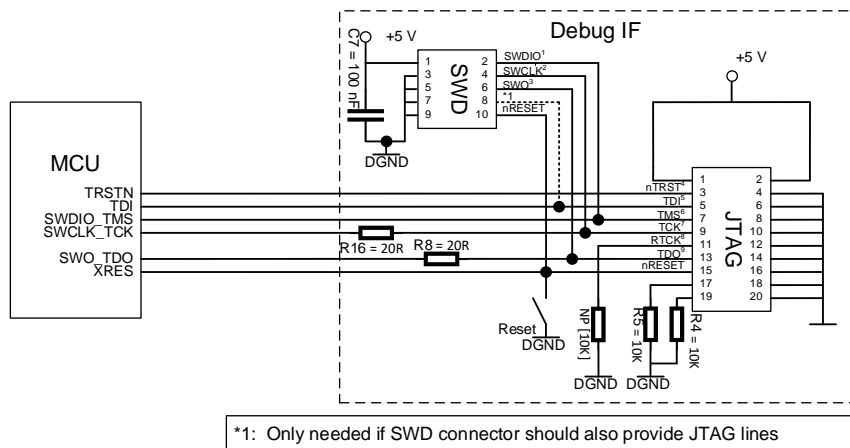 Debug IF
+5 V
C7 = 100 nF
SWD
1 2
3 4
5 6
7 8
9 10
SWDIO¹
SWCLK²
SWO³
*1
nRESET
DGND
+5 V
MCU
TRSTN
TDI
SWDIO_TMS
SWCLK_TCK
SWO_TDO
XRES
R16 = 20R
R8 = 20R
nTRST⁴
TDI⁵
TMS⁶
TCK⁷
RTCK⁸
TDO⁹
nRESET
JTAG
1 2
3 4
5 6
7 8
9 10
11 12
13 14
15 16
17 18
19 20
Reset
DGND
NP [10K]
DGND
R5 = 10K
R4 = 10K
DGND
*1: Only needed if SWD connector should also provide JTAG lines